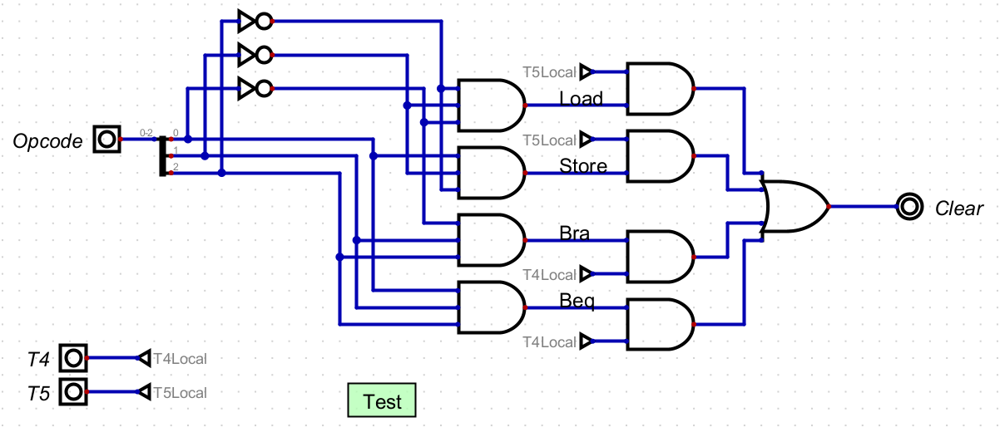 T5Local
Load
0-2
0
Opcode
T5Local
1
Store
2
Clear
Bra
T4Local
Beq
T4Local
T4
T4Local
T5
T5Local
Test